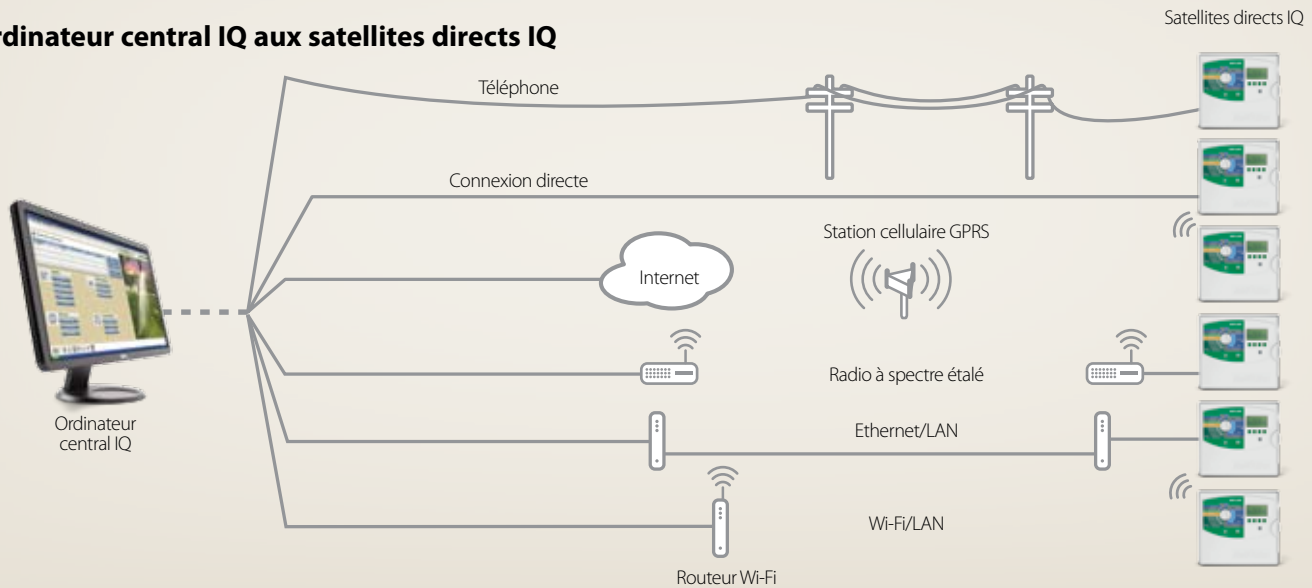 Satellites directs IQ
rdinateur central IQ aux satellites directs IQ
Téléphone
Connexion directe
Station cellulaire GPRS
Internet
Radio à spectre étalé
Ordinateur
central IQ
Ethernet/LAN
Wi-Fi/LAN
Routeur Wi-Fi